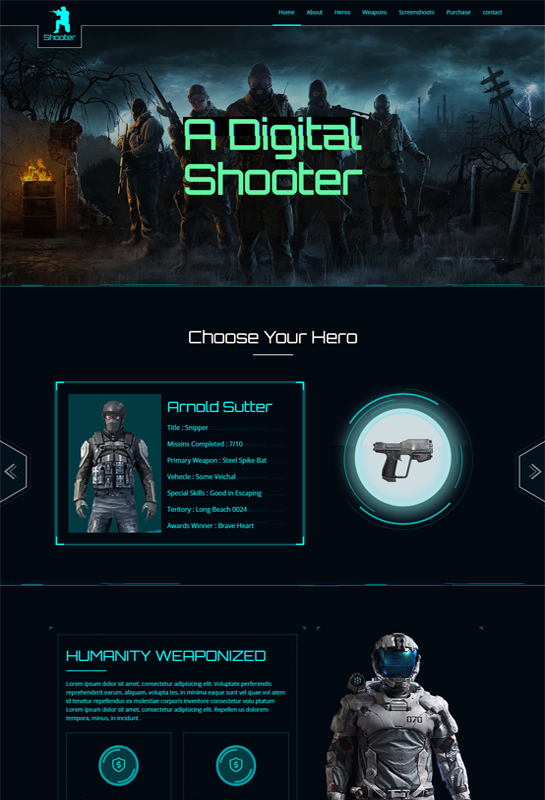 Shooter
Home About Heros Weapons Screenshoots Purchase contact
A Digital
Shooter
Choose Your Hero
Arnold Sutter
Title : Snipper
Missins Completed : 7/10
Primary Weapon : Steel Spike Bat
Vehecle : Some Veichal
Special Skills : Good in Escaping
Teritory : Long Beach 0024
Awards Winner : Brave Heart
HUMANITY WEAPONIZED
Lorem ipsum dolor sit amet, consectetur adipisicing elit. Voluptate perferendis
reprehenderit earum, aliquam, volupta tes, in minima eaque sunt vel quae vol atem
id tenetur repellendus ex molestiae corporis inventore consectetur volu ptatum
Lorem ipsum dolor sit amet, consectetur adipisicing elit. Repellen us dolorem
tempora, minus, in incidunt .
070